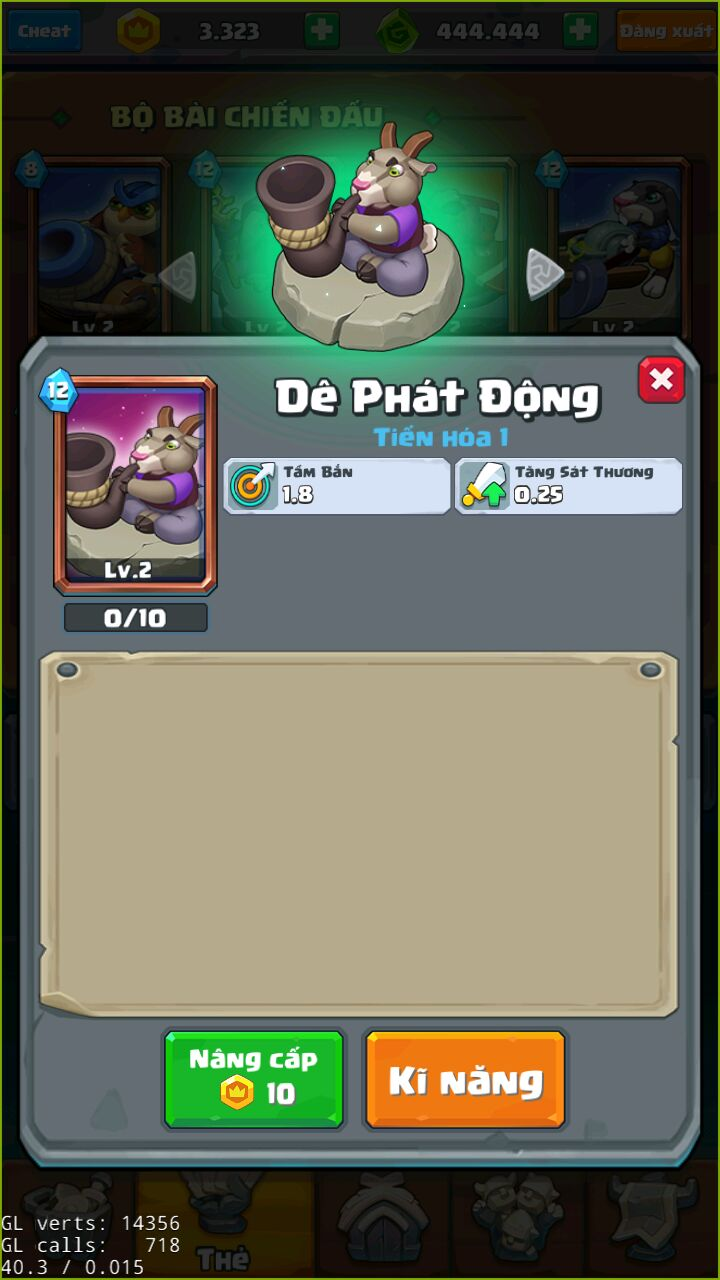 Cheat
3.323
444.444
Đăng xuất
BỘ BÀI CHIẾN ĐẤU
8
12
12
Lv 2
Lv 2
Lv 2
12
Dê Phát Động
Tiến hóa 1
Tầm Bắn
1.8
Tăng Sát Thương
0.25
Lv.2
0/10
Nâng cấp
10
Kĩ năng
Thẻ
GL verts: 14356
GL calls: 718
40.3 / 0.015